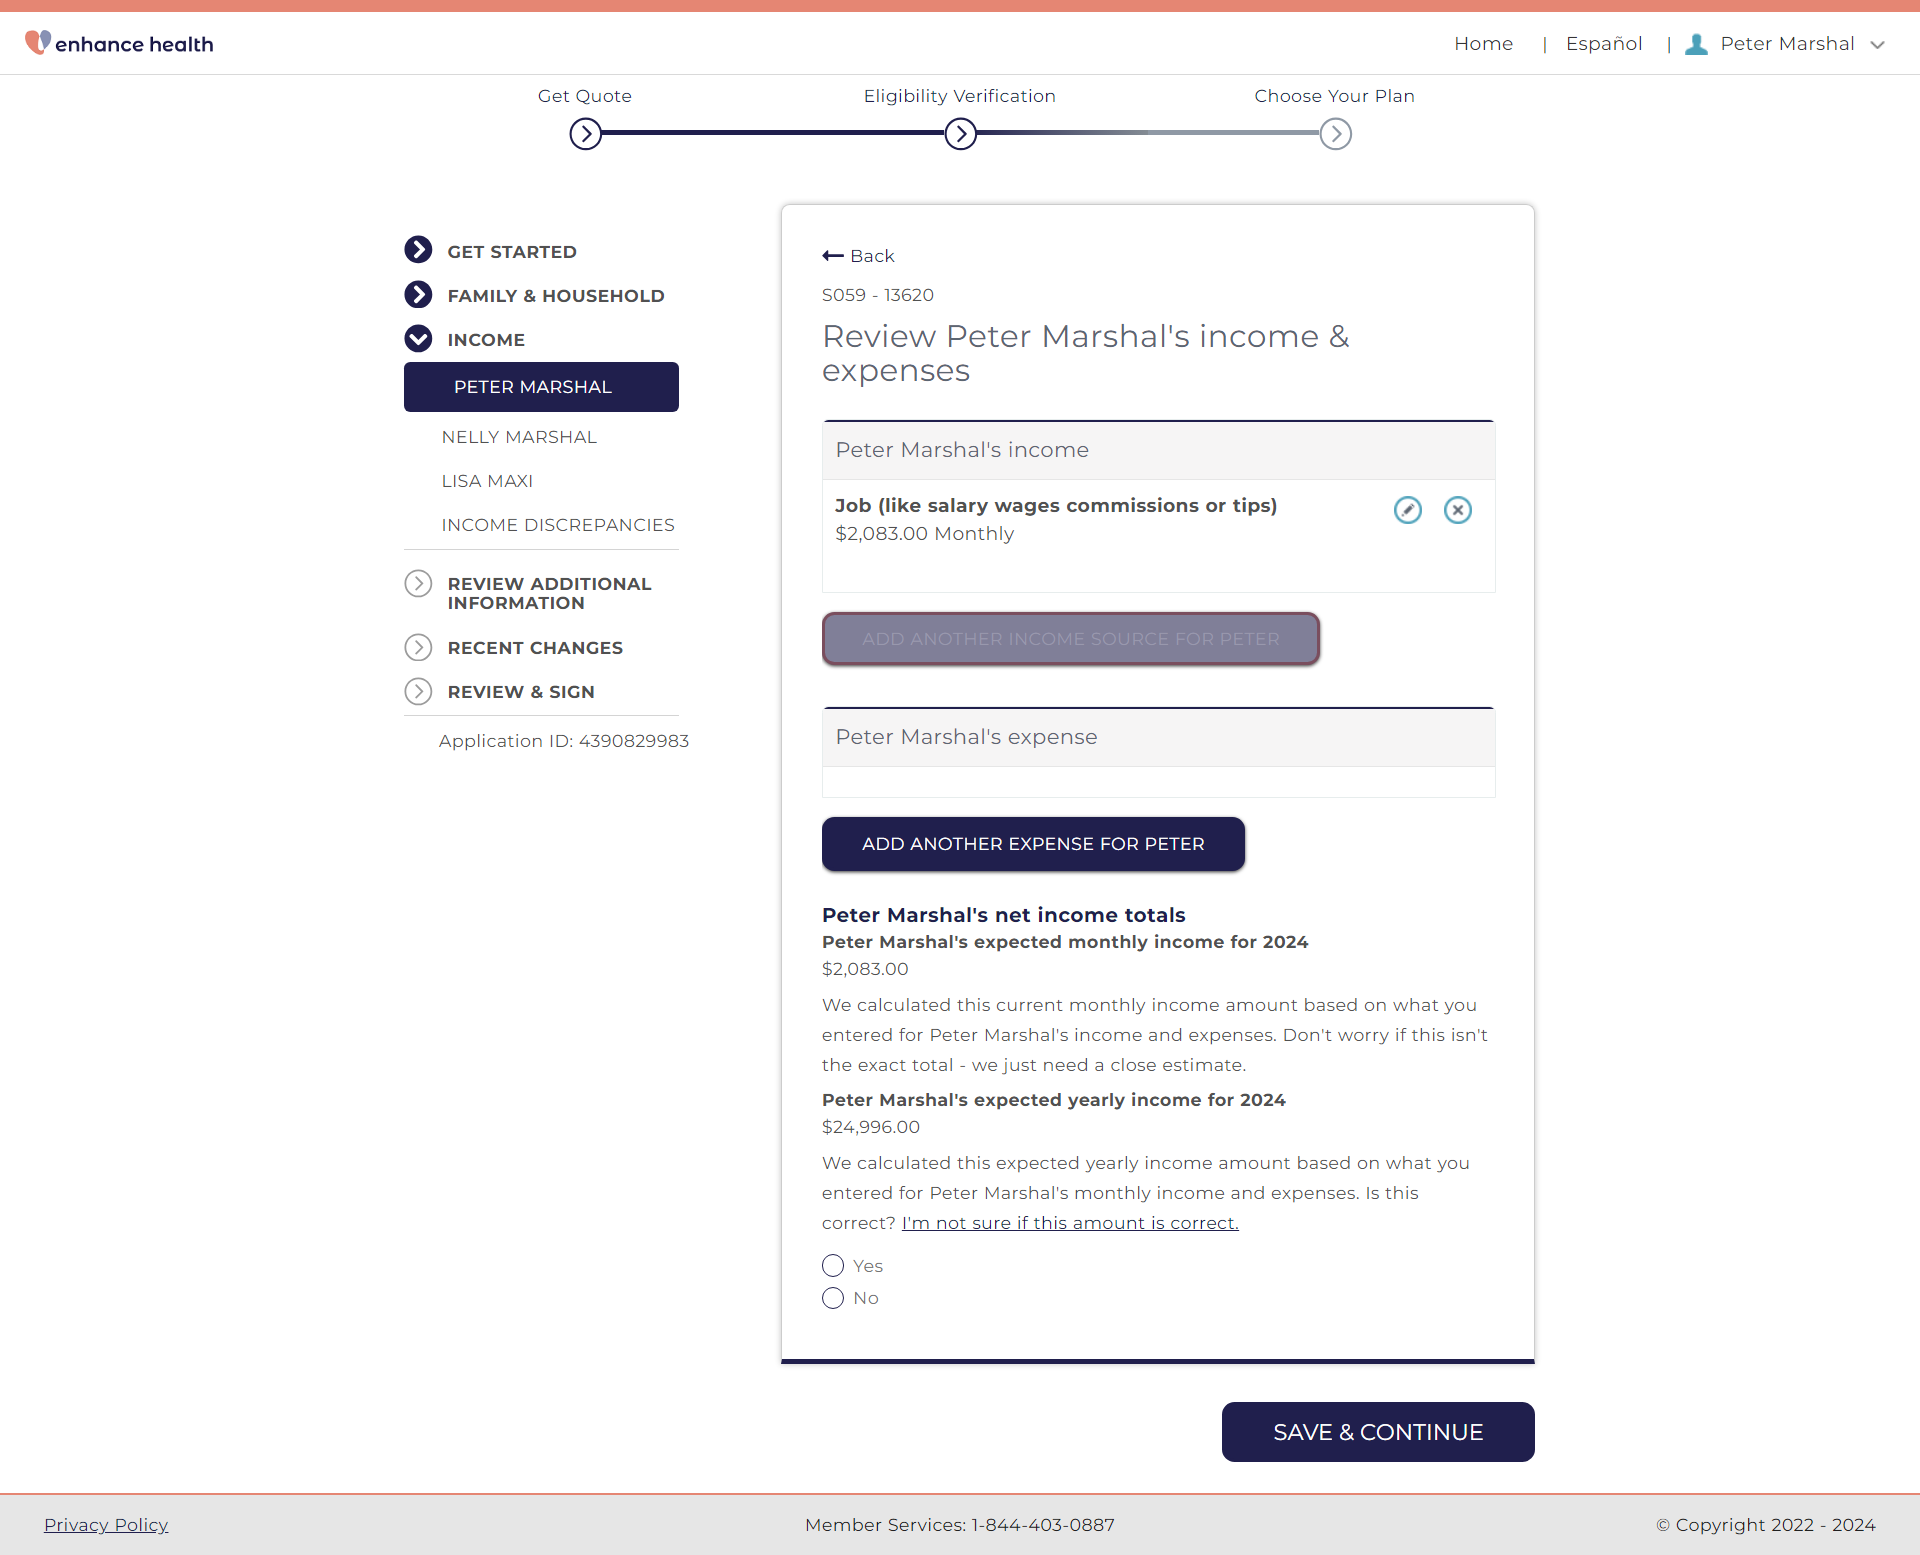 enhance health
Home | Español | Peter Marshal
Get Quote
Eligibility Verification
Choose Your Plan
GET STARTED
FAMILY & HOUSEHOLD
INCOME
PETER MARSHAL
NELLY MARSHAL
LISA MAXI
INCOME DISCREPANCIES
REVIEW ADDITIONAL
INFORMATION
RECENT CHANGES
REVIEW & SIGN
Application ID: 4390829983
Back
S059 - 13620
Review Peter Marshal's income &
expenses
Peter Marshal's income
Job (like salary wages commissions or tips)
$2,083.00 Monthly
ADD ANOTHER INCOME SOURCE FOR PETER
Peter Marshal's expense
ADD ANOTHER EXPENSE FOR PETER
Peter Marshal's net income totals
Peter Marshal's expected monthly income for 2024
$2,083.00
We calculated this current monthly income amount based on what you
entered for Peter Marshal's income and expenses. Don't worry if this isn't
the exact total - we just need a close estimate.
Peter Marshal's expected yearly income for 2024
$24,996.00
We calculated this expected yearly income amount based on what you
entered for Peter Marshal's monthly income and expenses. Is this
correct? I'm not sure if this amount is correct.
Yes
No
SAVE & CONTINUE
Privacy Policy
Member Services: 1-844-403-0887
© Copyright 2022 - 2024